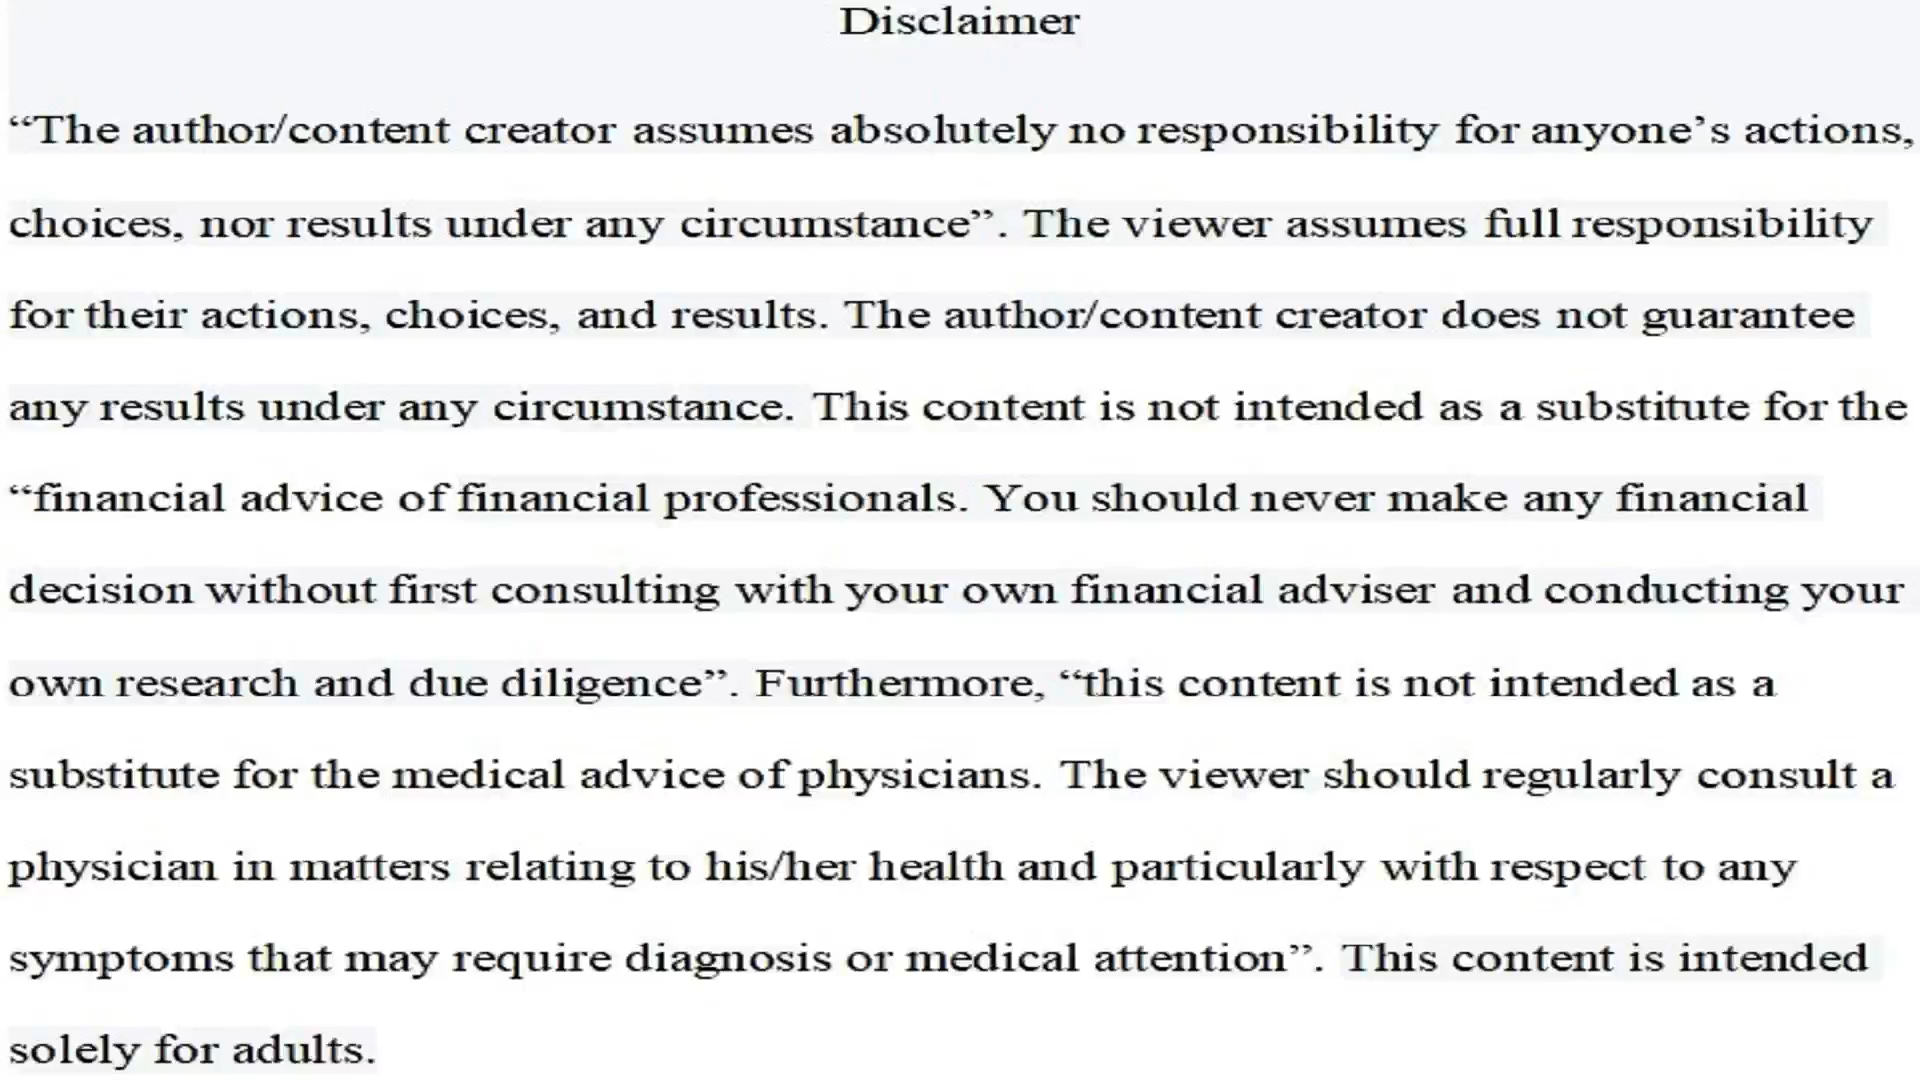 Disclaimer
“The author/content creator assumes absolutely no responsibility for anyone’s actions,
choices, nor results under any circumstance”. The viewer assumes full responsibility
for their actions, choices, and results. The author/content creator does not guarantee
any results under any circumstance. This content is not intended as a substitute for the
“financial advice of financial professionals. You should never make any financial
decision without first consulting with your own financial adviser and conducting your
own research and due diligence”. Furthermore, “this content is not intended as a
substitute for the medical advice of physicians. The viewer should regularly consult a
physician in matters relating to his/her health and particularly with respect to any
symptoms that may require diagnosis or medical attention”. This content is intended
solely for adults.